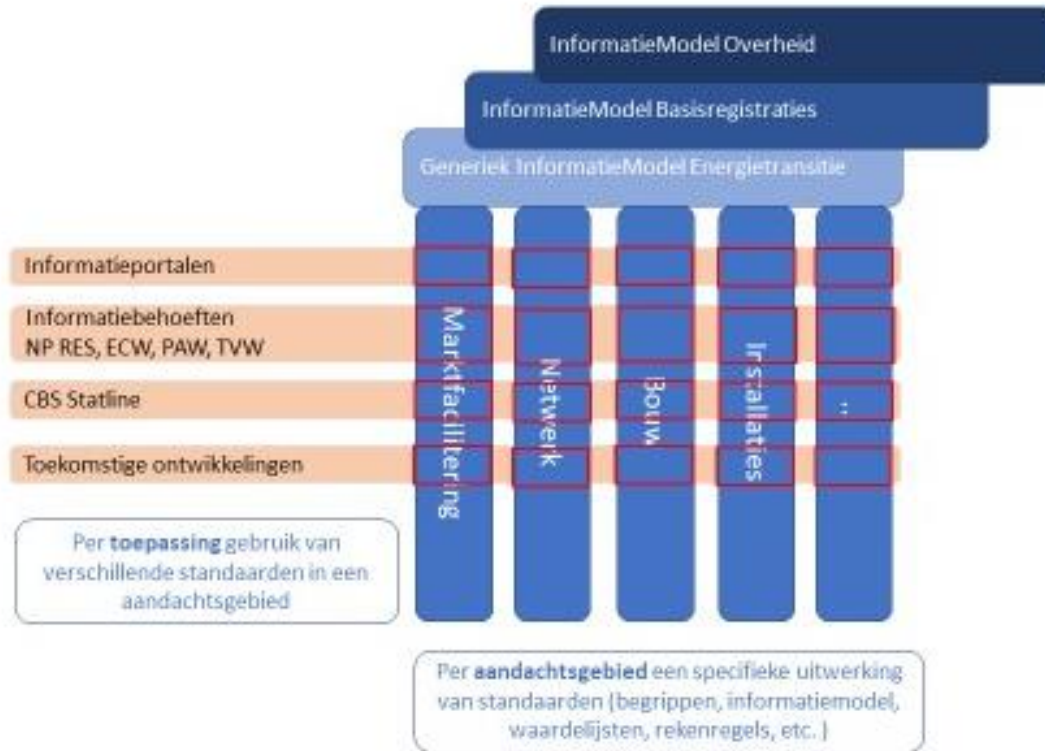 InformatieModel Overheid
InformatieModel Basisregistraties
Generiek InformatieModel Energietransitie
Informatieportalen
Informatiebehoeften
NP RES, ECW, PAW, TVW
CBS Statline
Toekomstige ontwikkelingen
Marktfacilitering
Netwerk
Bouw
Installaties
...
Per toepassing gebruik van
verschillende standaarden in een
aandachtsgebied
Per aandachtsgebied een specifieke uitwerking
van standaarden (begrippen, informatiemodel,
waardelijsten, rekenregels, etc. )